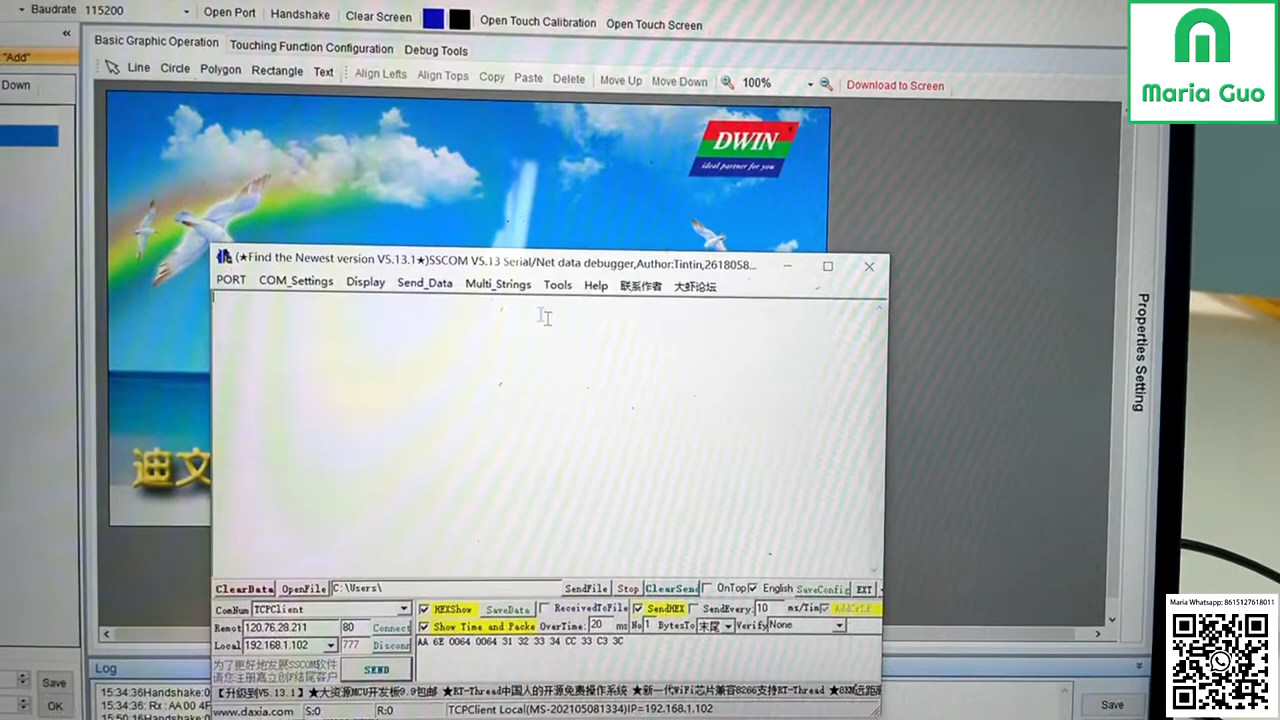 Baudrate 115200 Open Port Handshake Clear Screen Open Touch Calibration Open Touch Screen
Maria Guo
"Add"
Basic Graphic Operation Touching Function Configuration Debug Tools
Down
Line Circle Polygon Rectangle Text Align Lefts Align Tops Copy Paste Delete Move Up Move Down 100% Download to Screen
DWIN
ideal partner for you
(★Find the Newest version V5.13.1★)SSCOM V5.13 Serial/Net data debugger,Author:Tintin,2618058...
PORT COM_Settings Display Send_Data Multi_Strings Tools Help 联系作者 大虾论坛
Properties Setting
迪文
ClearData OpenFile C:\Users\ SendFile Stop ClearSend OnTop English SaveConfig EXT
ComNum TCPClient HEXShow SaveData ReceivedToFile SendHEX SendEvery: 10 ms/Tim AddCrLf
Remot 120.76.28.211 80 Connect Show Time and Packe OverTime: 20 ms No 1 BytesTo 末尾 Verify None
Local 192.168.1.102 777 Disconn AA 6E 0064 0064 31 32 33 34 CC 33 C3 3C
为了更好地发展SSCOM软件
请您注册嘉立创F结尾客户
SEND
【升级到V5.13.1】★大资源MCU开发板9.9包邮 ★RT-Thread中国人的开源免费操作系统 ★新一代WiFi芯片兼容8266支持RT-Thread ★8KM远距离
www.daxia.com S:0 R:0 TCPClient Local(MS-202105081334)IP=192.168.1.102
Log
Save
OK
15:34:36Handshake:0
15:34:36: Rx: AA 00 4F
15:50:16Handshake:0
Save
Maria Whatsapp: 8615127618011